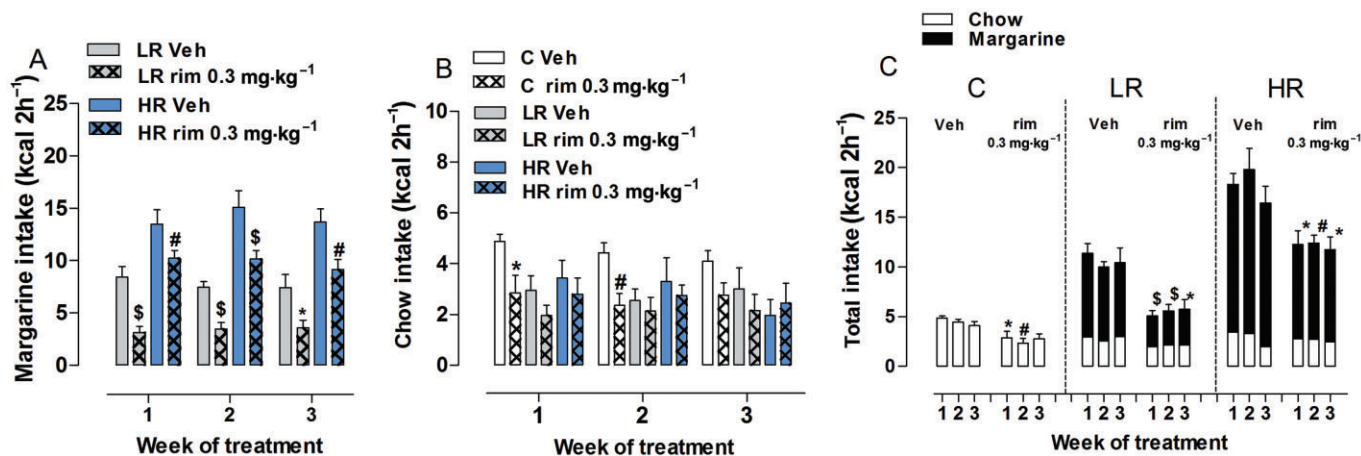 A
LR Veh
LR rim 0.3 mg·kg⁻¹
HR Veh
HR rim 0.3 mg·kg⁻¹
Margarine intake (kcal 2h⁻¹)
25
20
15
10
5
0
$ # $ $ * #
1 2 3
Week of treatment
B
C Veh
C rim 0.3 mg·kg⁻¹
LR Veh
LR rim 0.3 mg·kg⁻¹
HR Veh
HR rim 0.3 mg·kg⁻¹
Chow intake (kcal 2h⁻¹)
10
8
6
4
2
0
* #
1 2 3
Week of treatment
Chow
Margarine
C
C LR HR
Veh rim Veh rim Veh rim
0.3 mg·kg⁻¹ 0.3 mg·kg⁻¹ 0.3 mg·kg⁻¹
Total intake (kcal 2h⁻¹)
25
20
15
10
5
0
* # $ $ * * # *
1 2 3 1 2 3 1 2 3 1 2 3 1 2 3 1 2 3
Week of treatment